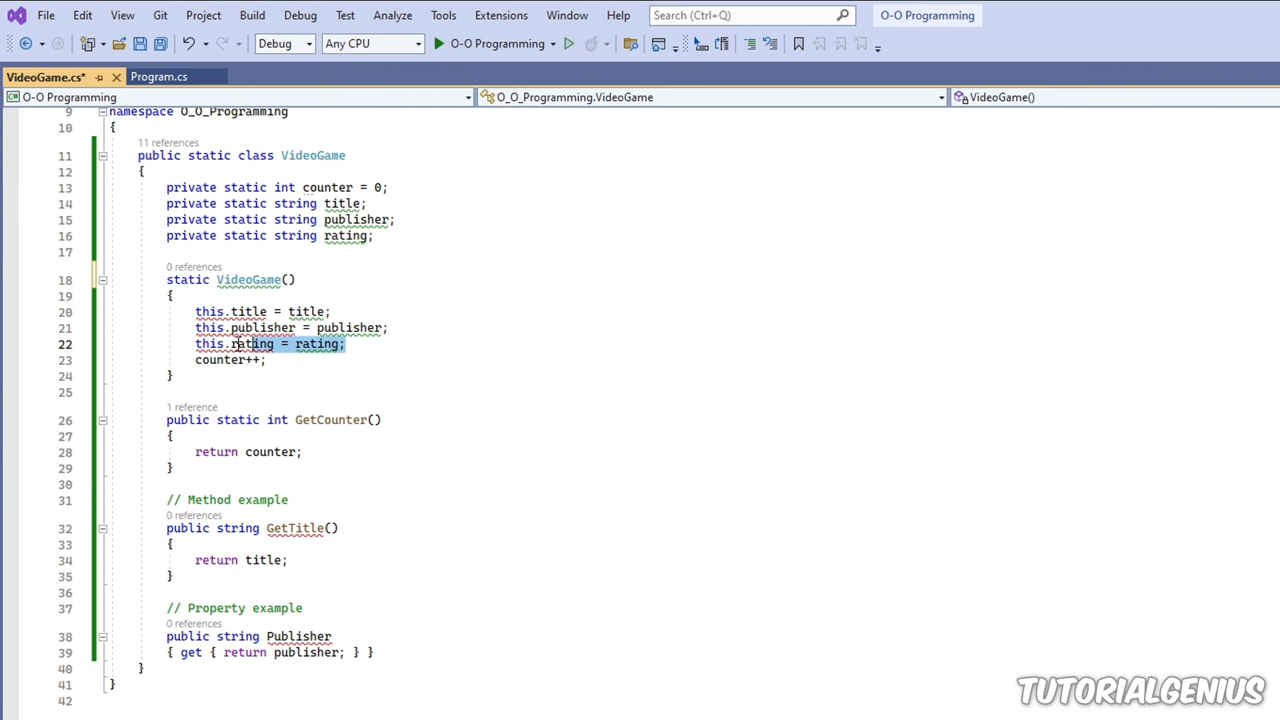 File Edit View Git Project Build Debug Test Analyze Tools Extensions Window Help Search (Ctrl+Q) O-O Programming
Debug Any CPU O-O Programming
VideoGame.cs* Program.cs
O-O Programming O_O_Programming.VideoGame VideoGame()
9 namespace O_O_Programming
10 {
11 references
11 public static class VideoGame
12 {
13 private static int counter = 0;
14 private static string title;
15 private static string publisher;
16 private static string rating;
17
0 references
18 static VideoGame()
19 {
20 this.title = title;
21 this.publisher = publisher;
22 this.rating = rating;
23 counter++;
24 }
25
1 reference
26 public static int GetCounter()
27 {
28 return counter;
29 }
30
31 // Method example
0 references
32 public string GetTitle()
33 {
34 return title;
35 }
36
37 // Property example
0 references
38 public string Publisher
39 { get { return publisher; } }
40 }
41 }
42
TUTORIALGENIUS